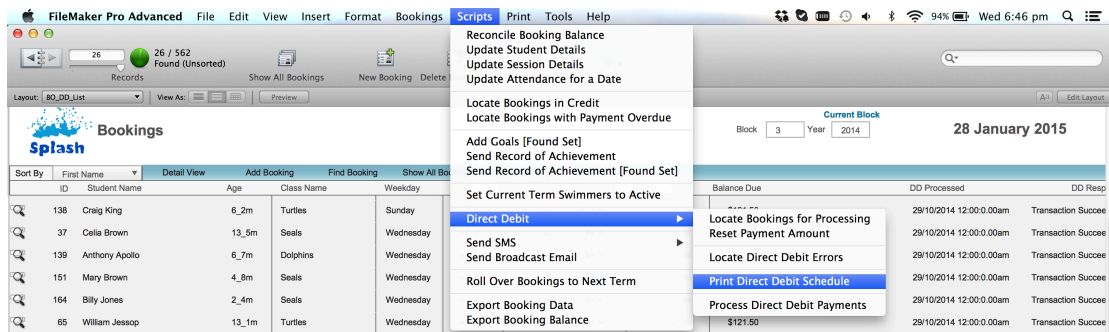 FileMaker Pro Advanced File Edit View Insert Format Bookings Scripts Print Tools Help 94% Wed 6:46 pm
26
26 / 562
Found (Unsorted)
Records Show All Bookings New Booking Delete
Layout: BO_DD_List View As: Preview Aa Edit Layout
Splash
Bookings
Current Block
Block 3 Year 2014
28 January 2015
Sort By First Name Detail View Add Booking Find Booking Show All Bo
ID Student Name Age Class Name Weekday Balance Due DD Processed DD Resp
138 Craig King 6_2m Turtles Sunday 29/10/2014 12:00:0.00am Transaction Succee
37 Celia Brown 13_5m Seals Wednesday 29/10/2014 12:00:0.00am Transaction Succee
139 Anthony Apollo 6_7m Dolphins Wednesday 29/10/2014 12:00:0.00am Transaction Succee
151 Mary Brown 4_8m Seals Wednesday 29/10/2014 12:00:0.00am Transaction Succee
164 Billy Jones 2_4m Seals Wednesday 29/10/2014 12:00:0.00am Transaction Succee
65 William Jessop 13_1m Turtles Wednesday $121.50 29/10/2014 12:00:0.00am Transaction Succee
Reconcile Booking Balance
Update Student Details
Update Session Details
Update Attendance for a Date
Locate Bookings in Credit
Locate Bookings with Payment Overdue
Add Goals [Found Set]
Send Record of Achievement
Send Record of Achievement [Found Set]
Set Current Term Swimmers to Active
Direct Debit
Send SMS
Send Broadcast Email
Roll Over Bookings to Next Term
Export Booking Data
Export Booking Balance
Locate Bookings for Processing
Reset Payment Amount
Locate Direct Debit Errors
Print Direct Debit Schedule
Process Direct Debit Payments